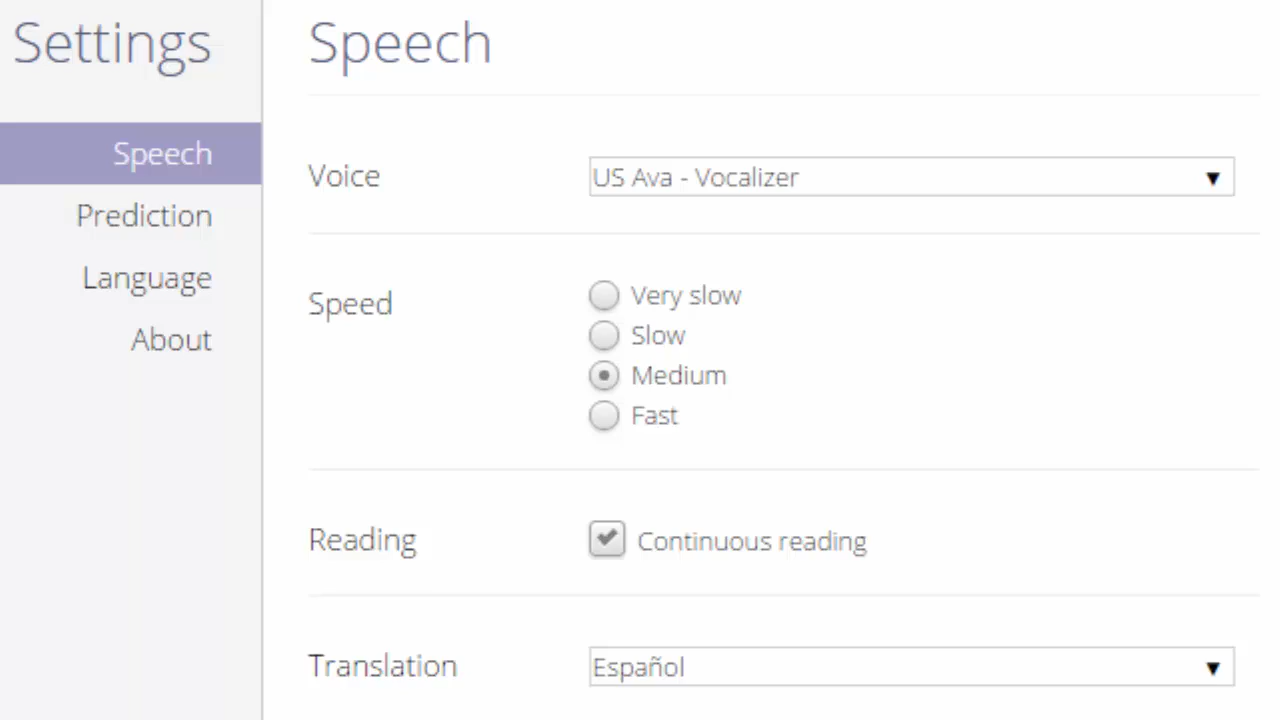 Settings
Speech
Prediction
Language
About
Speech
Voice
US Ava - Vocalizer
Speed
Very slow
Slow
Medium
Fast
Reading
Continuous reading
Translation
Español